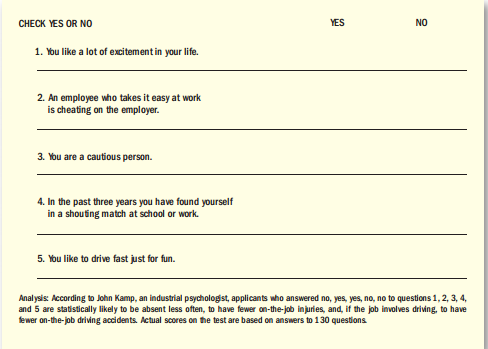 CHECK YES OR NO YES NO
1. You like a lot of excitement in your life.
2. An employee who takes it easy at work
is cheating on the employer.
3. You are a cautious person.
4. In the past three years you have found yourself
in a shouting match at school or work.
5. You like to drive fast just for fun.
Analysis: According to John Kamp, an industrial psychologist, applicants who answered no, yes, yes, no, no to questions 1, 2, 3, 4,
and 5 are statistically likely to be absent less often, to have fewer on-the-job injuries, and, if the job involves driving, to have
fewer on-the-job driving accidents. Actual scores on the test are based on answers to 130 questions.